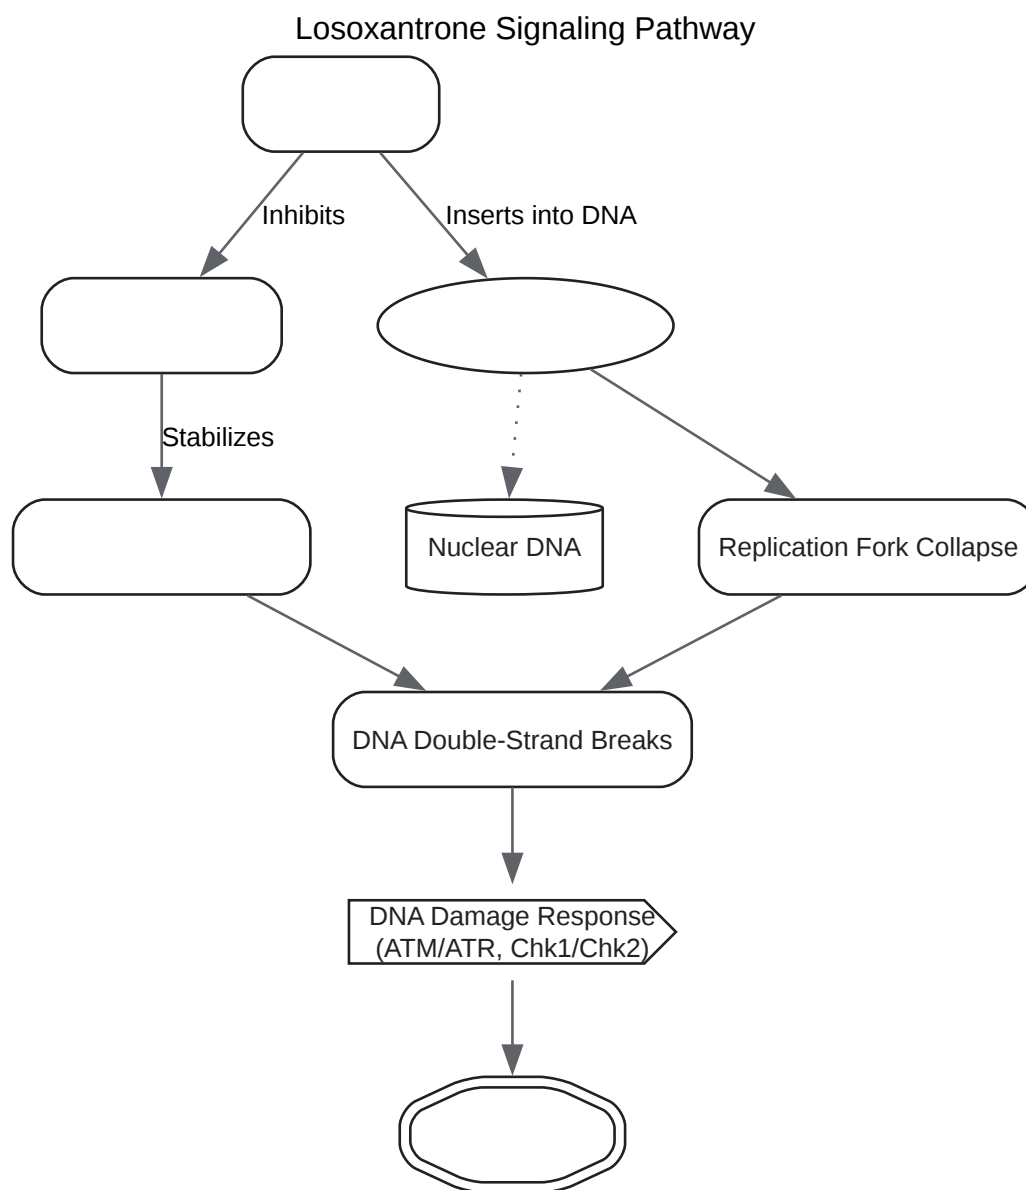 Losoxantrone Signaling Pathway
Inhibits
Inserts into DNA
Stabilizes
Nuclear DNA
Replication Fork Collapse
DNA Double-Strand Breaks
DNA Damage Response
(ATM/ATR, Chk1/Chk2)